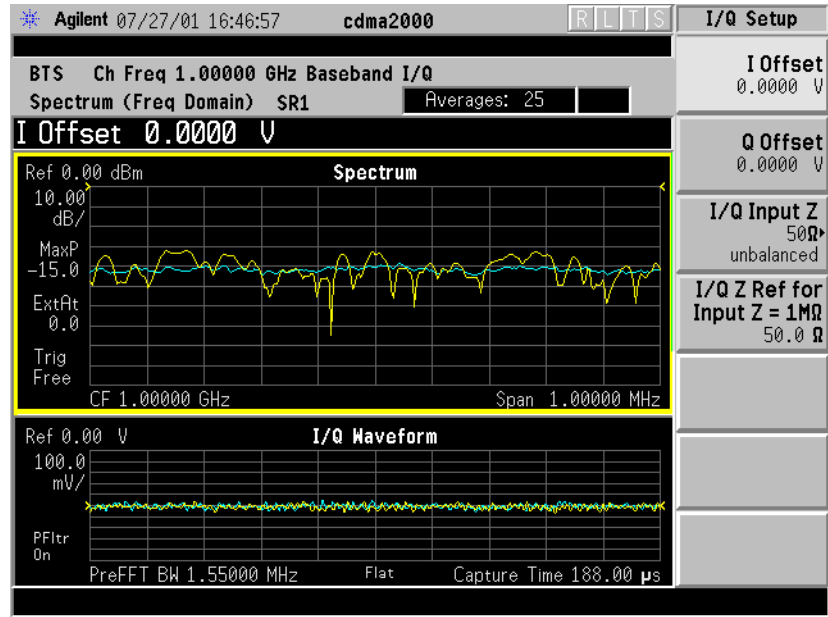 Agilent 07/27/01 16:46:57 cdma2000 R L T S
I/Q Setup
BTS Ch Freq 1.00000 GHz Baseband I/Q
Spectrum (Freq Domain) SR1 Averages: 25
I Offset 0.0000 V
Ref 0.00 dBm Spectrum
10.00
dB/
MaxP
-15.0
ExtAt
0.0
Trig
Free
CF 1.00000 GHz Span 1.00000 MHz
Ref 0.00 V I/Q Waveform
100.0
mV/
PFltr
On
PreFFT BW 1.55000 MHz Flat Capture Time 188.00 µs
I Offset
0.0000 V
Q Offset
0.0000 V
I/Q Input Z
50Ω
unbalanced
I/Q Z Ref for
Input Z = 1MΩ
50.0 Ω